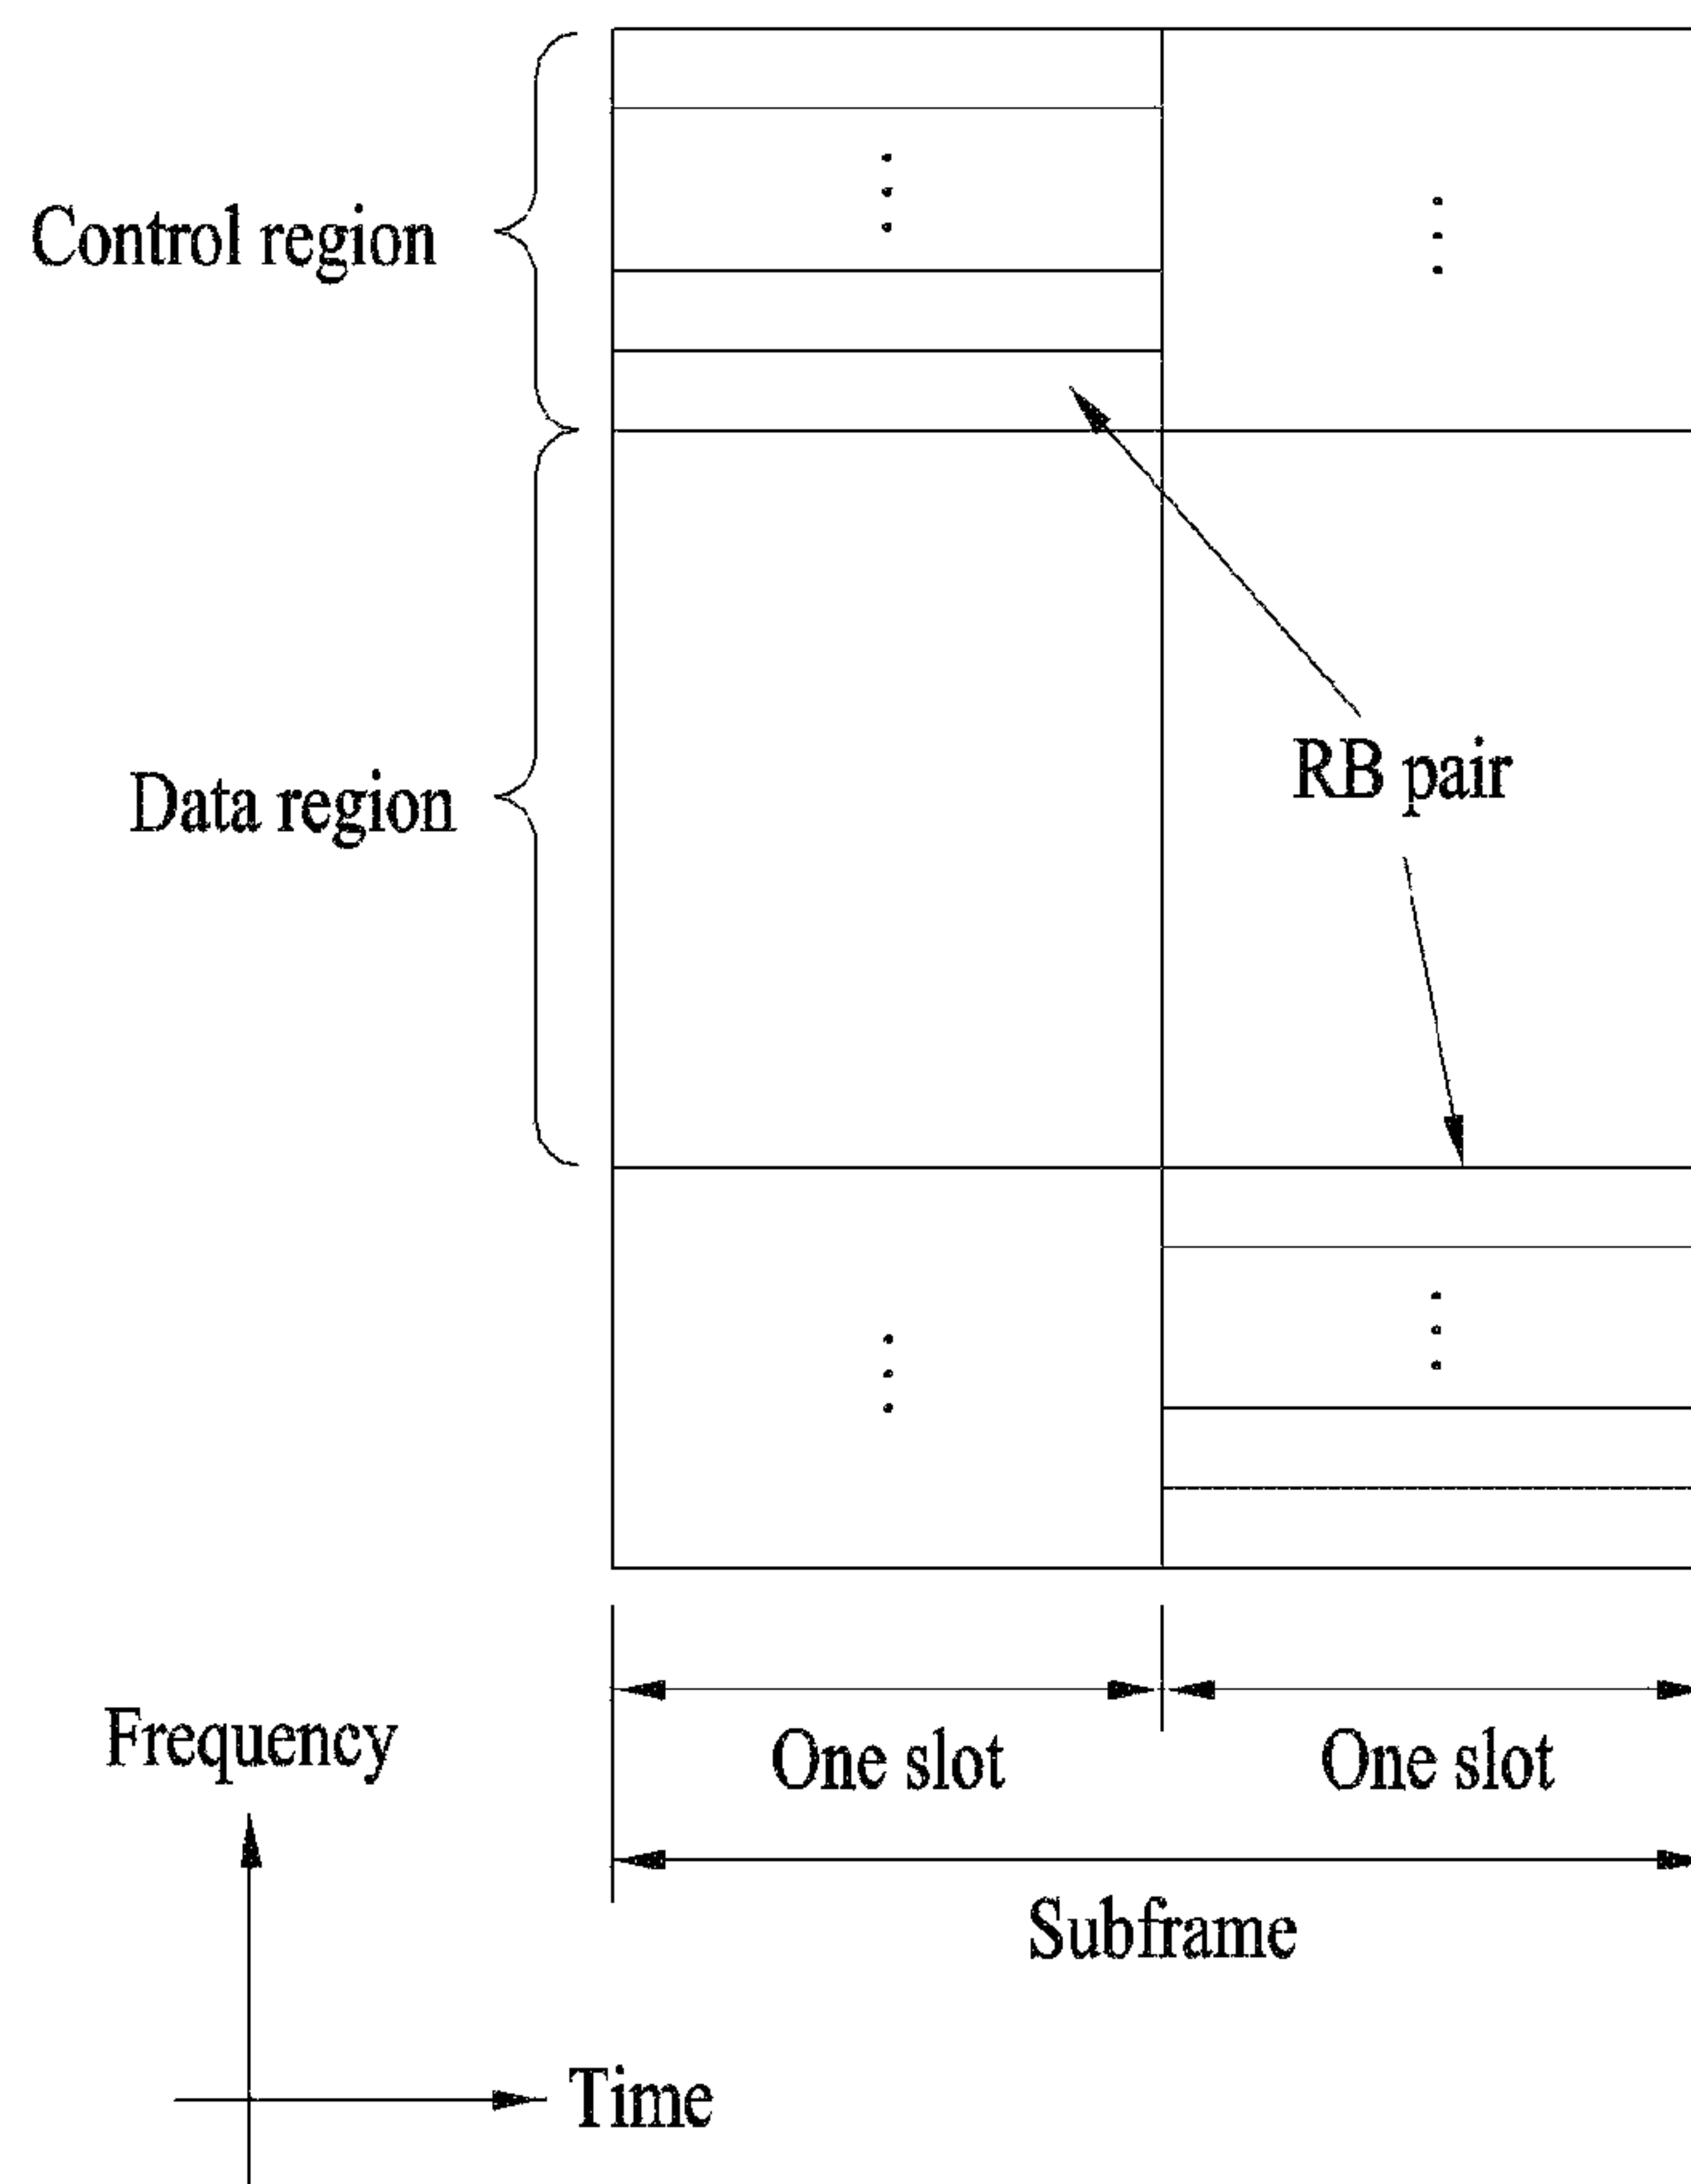 Control region
Data region
RB pair
One slot
One slot
Subframe
Frequency
Time